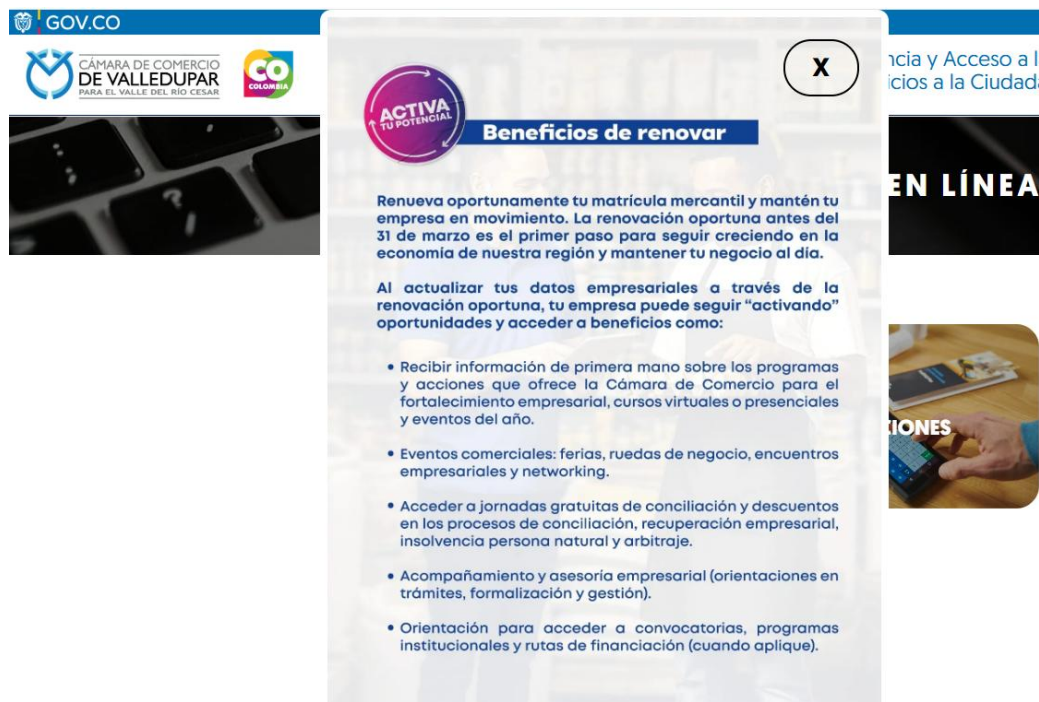 GOV.CO
CÁMARA DE COMERCIO
DE VALLEDUPAR
PARA EL VALLE DEL RÍO CESAR
CO
COLOMBIA
X
ncia y Acceso a l
icios a la Ciudad
ACTIVA
TU POTENCIAL
Beneficios de renovar
EN LÍNEA
Renueva oportunamente tu matrícula mercantil y mantén tu
empresa en movimiento. La renovación oportuna antes del
31 de marzo es el primer paso para seguir creciendo en la
economía de nuestra región y mantener tu negocio al día.
Al actualizar tus datos empresariales a través de la
renovación oportuna, tu empresa puede seguir “activando”
oportunidades y acceder a beneficios como:
• Recibir información de primera mano sobre los programas
y acciones que ofrece la Cámara de Comercio para el
fortalecimiento empresarial, cursos virtuales o presenciales
y eventos del año.
CIONES
• Eventos comerciales: ferias, ruedas de negocio, encuentros
empresariales y networking.
• Acceder a jornadas gratuitas de conciliación y descuentos
en los procesos de conciliación, recuperación empresarial,
insolvencia persona natural y arbitraje.
• Acompañamiento y asesoría empresarial (orientaciones en
trámites, formalización y gestión).
• Orientación para acceder a convocatorias, programas
institucionales y rutas de financiación (cuando aplique).